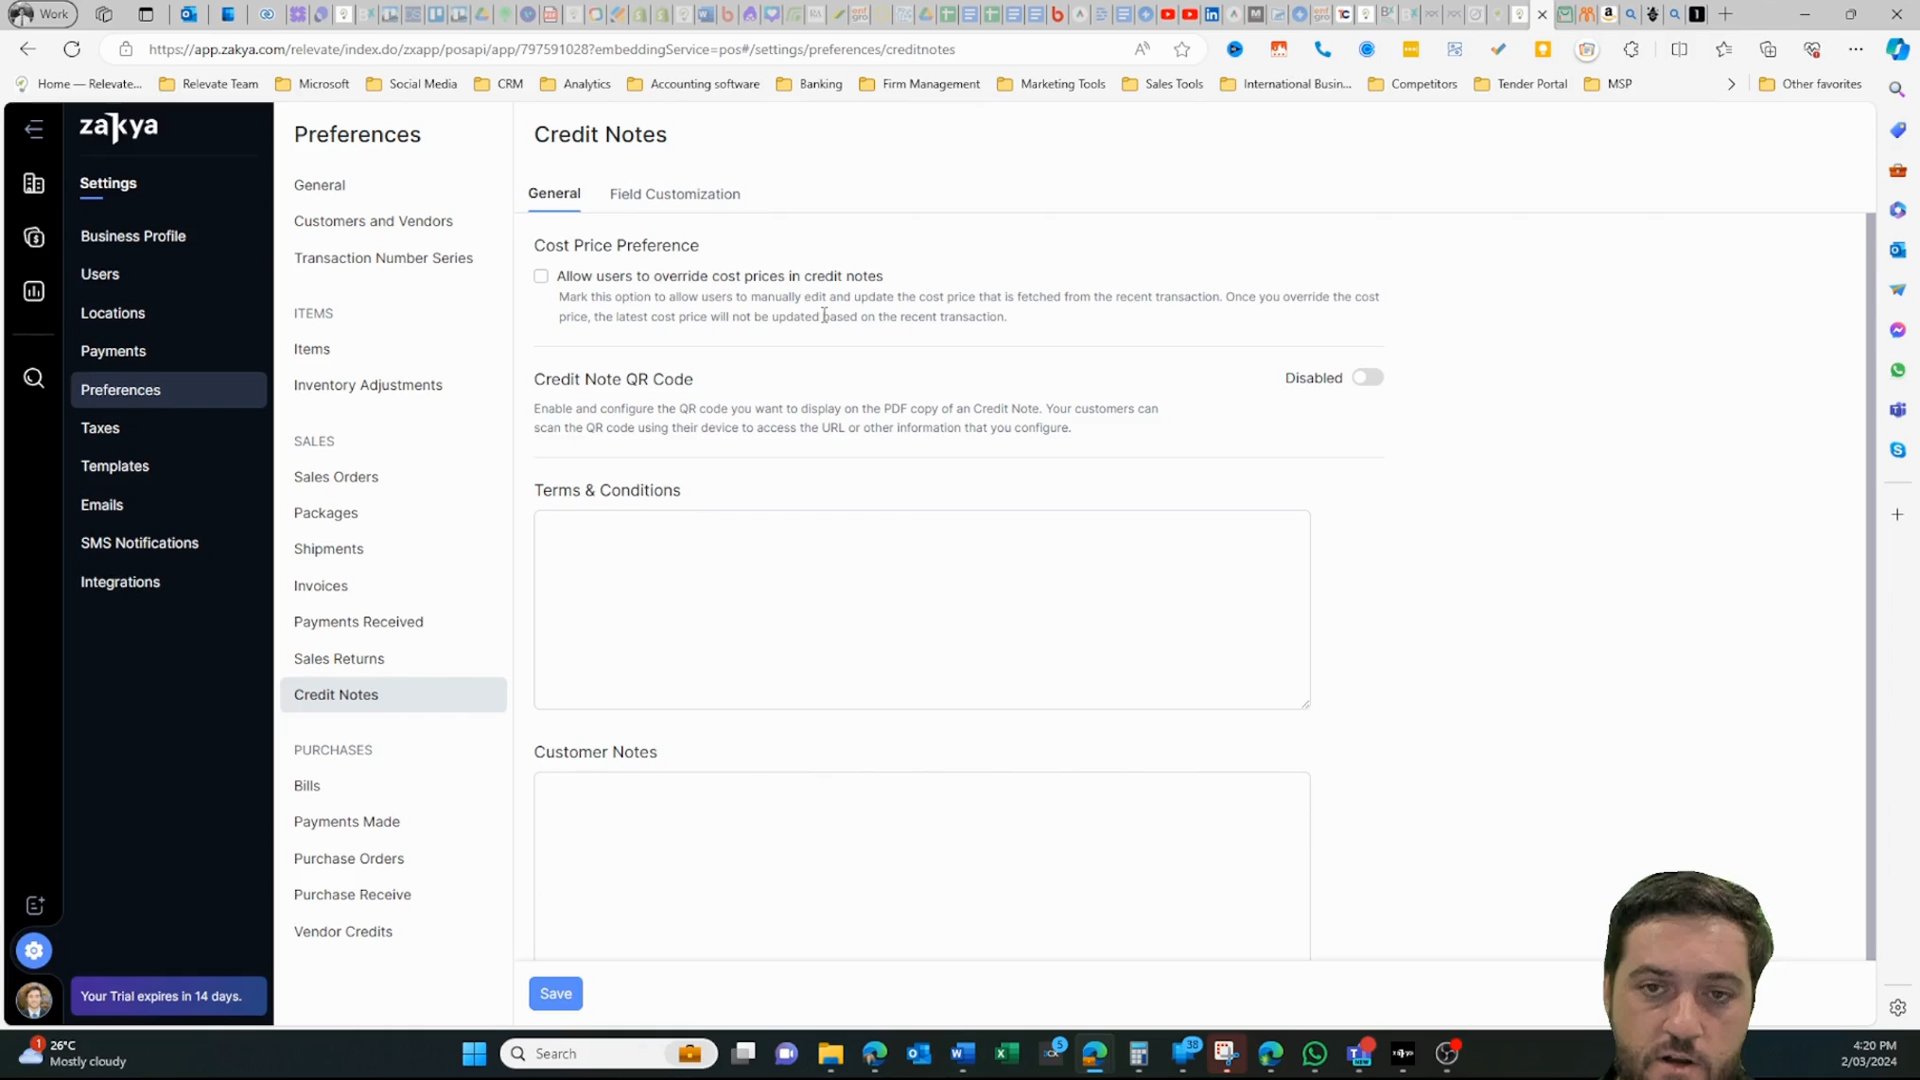 Work
https://app.zakya.com/relevate/index.do/zxapp/posapi/app/797591028?embeddingService=pos#/settings/preferences/creditnotes
Home — Relevate...
Relevate Team
Microsoft
Social Media
CRM
Analytics
Accounting software
Banking
Firm Management
Marketing Tools
Sales Tools
International Busin...
Competitors
Tender Portal
MSP
Other favorites
zakya
Settings
Business Profile
Users
Locations
Payments
Preferences
Taxes
Templates
Emails
SMS Notifications
Integrations
Your Trial expires in 14 days.
Preferences
General
Customers and Vendors
Transaction Number Series
ITEMS
Items
Inventory Adjustments
SALES
Sales Orders
Packages
Shipments
Invoices
Payments Received
Sales Returns
Credit Notes
PURCHASES
Bills
Payments Made
Purchase Orders
Purchase Receive
Vendor Credits
Credit Notes
General
Field Customization
Cost Price Preference
Allow users to override cost prices in credit notes
Mark this option to allow users to manually edit and update the cost price that is fetched from the recent transaction. Once you override the cost
price, the latest cost price will not be updated based on the recent transaction.
Credit Note QR Code
Disabled
Enable and configure the QR code you want to display on the PDF copy of an Credit Note. Your customers can
scan the QR code using their device to access the URL or other information that you configure.
Terms & Conditions
Customer Notes
Save
1
26°C
Mostly cloudy
Search
5
38
NEW
4:20 PM
2/03/2024